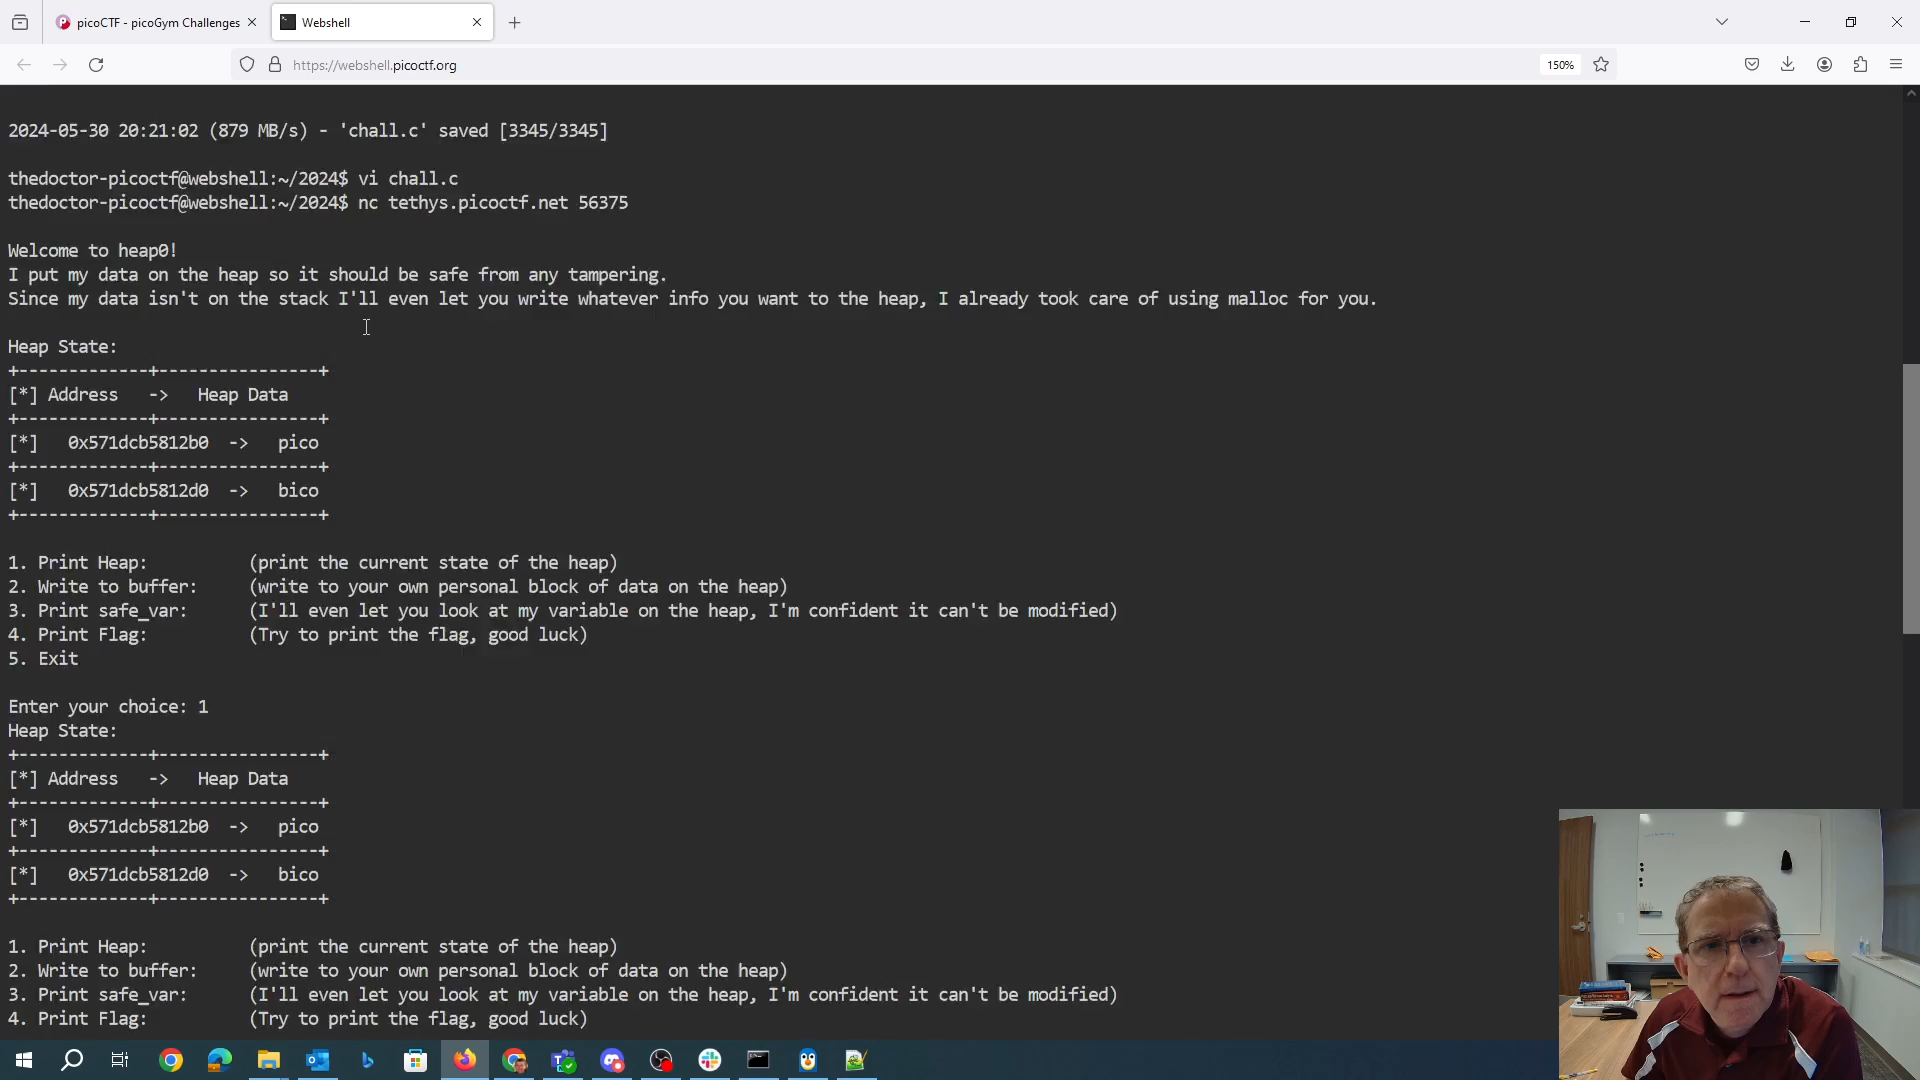 picoCTF - picoGym Challenges
Webshell
https://webshell.picoctf.org
150%
2024-05-30 20:21:02 (879 MB/s) - 'chall.c' saved [3345/3345]
thedoctor-picoctf@webshell:~/2024$ vi chall.c
thedoctor-picoctf@webshell:~/2024$ nc tethys.picoctf.net 56375
Welcome to heap0!
I put my data on the heap so it should be safe from any tampering.
Since my data isn't on the stack I'll even let you write whatever info you want to the heap, I already took care of using malloc for you.
Heap State:
+-------------+----------------+
[*] Address   ->   Heap Data
+-------------+----------------+
[*]   0x571dcb5812b0  ->   pico
+-------------+----------------+
[*]   0x571dcb5812d0  ->   bico
+-------------+----------------+
1. Print Heap:          (print the current state of the heap)
2. Write to buffer:     (write to your own personal block of data on the heap)
3. Print safe_var:      (I'll even let you look at my variable on the heap, I'm confident it can't be modified)
4. Print Flag:          (Try to print the flag, good luck)
5. Exit
Enter your choice: 1
Heap State:
+-------------+----------------+
[*] Address   ->   Heap Data
+-------------+----------------+
[*]   0x571dcb5812b0  ->   pico
+-------------+----------------+
[*]   0x571dcb5812d0  ->   bico
+-------------+----------------+
1. Print Heap:          (print the current state of the heap)
2. Write to buffer:     (write to your own personal block of data on the heap)
3. Print safe_var:      (I'll even let you look at my variable on the heap, I'm confident it can't be modified)
4. Print Flag:          (Try to print the flag, good luck)